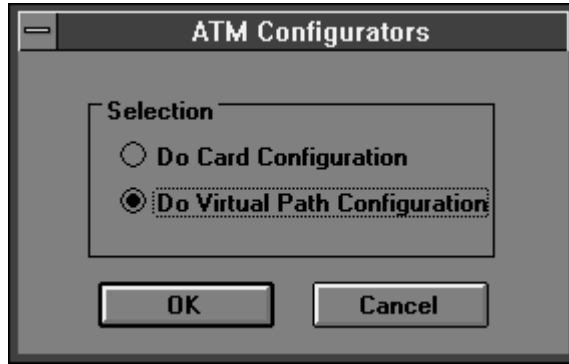 ATM Configurators
Selection
Do Card Configuration
Do Virtual Path Configuration
OK
Cancel